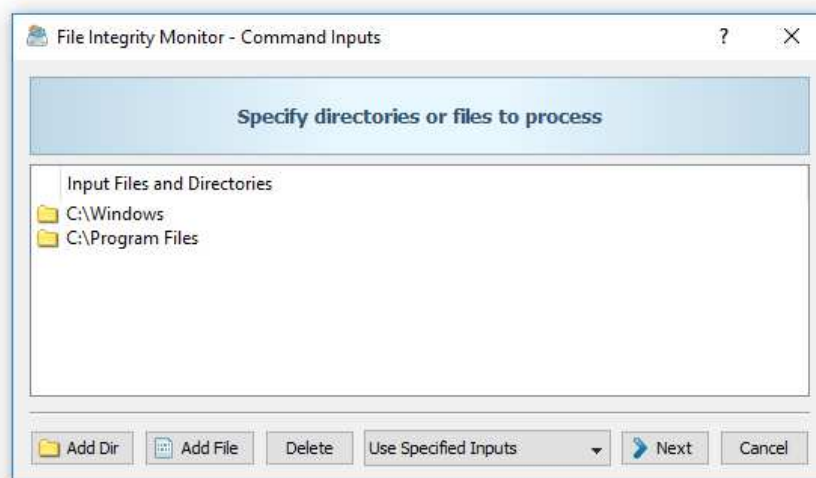 File Integrity Monitor - Command Inputs ?
Specify directories or files to process
Input Files and Directories
C:\Windows
C:\Program Files
Add Dir Add File Delete Use Specified Inputs Next Cancel